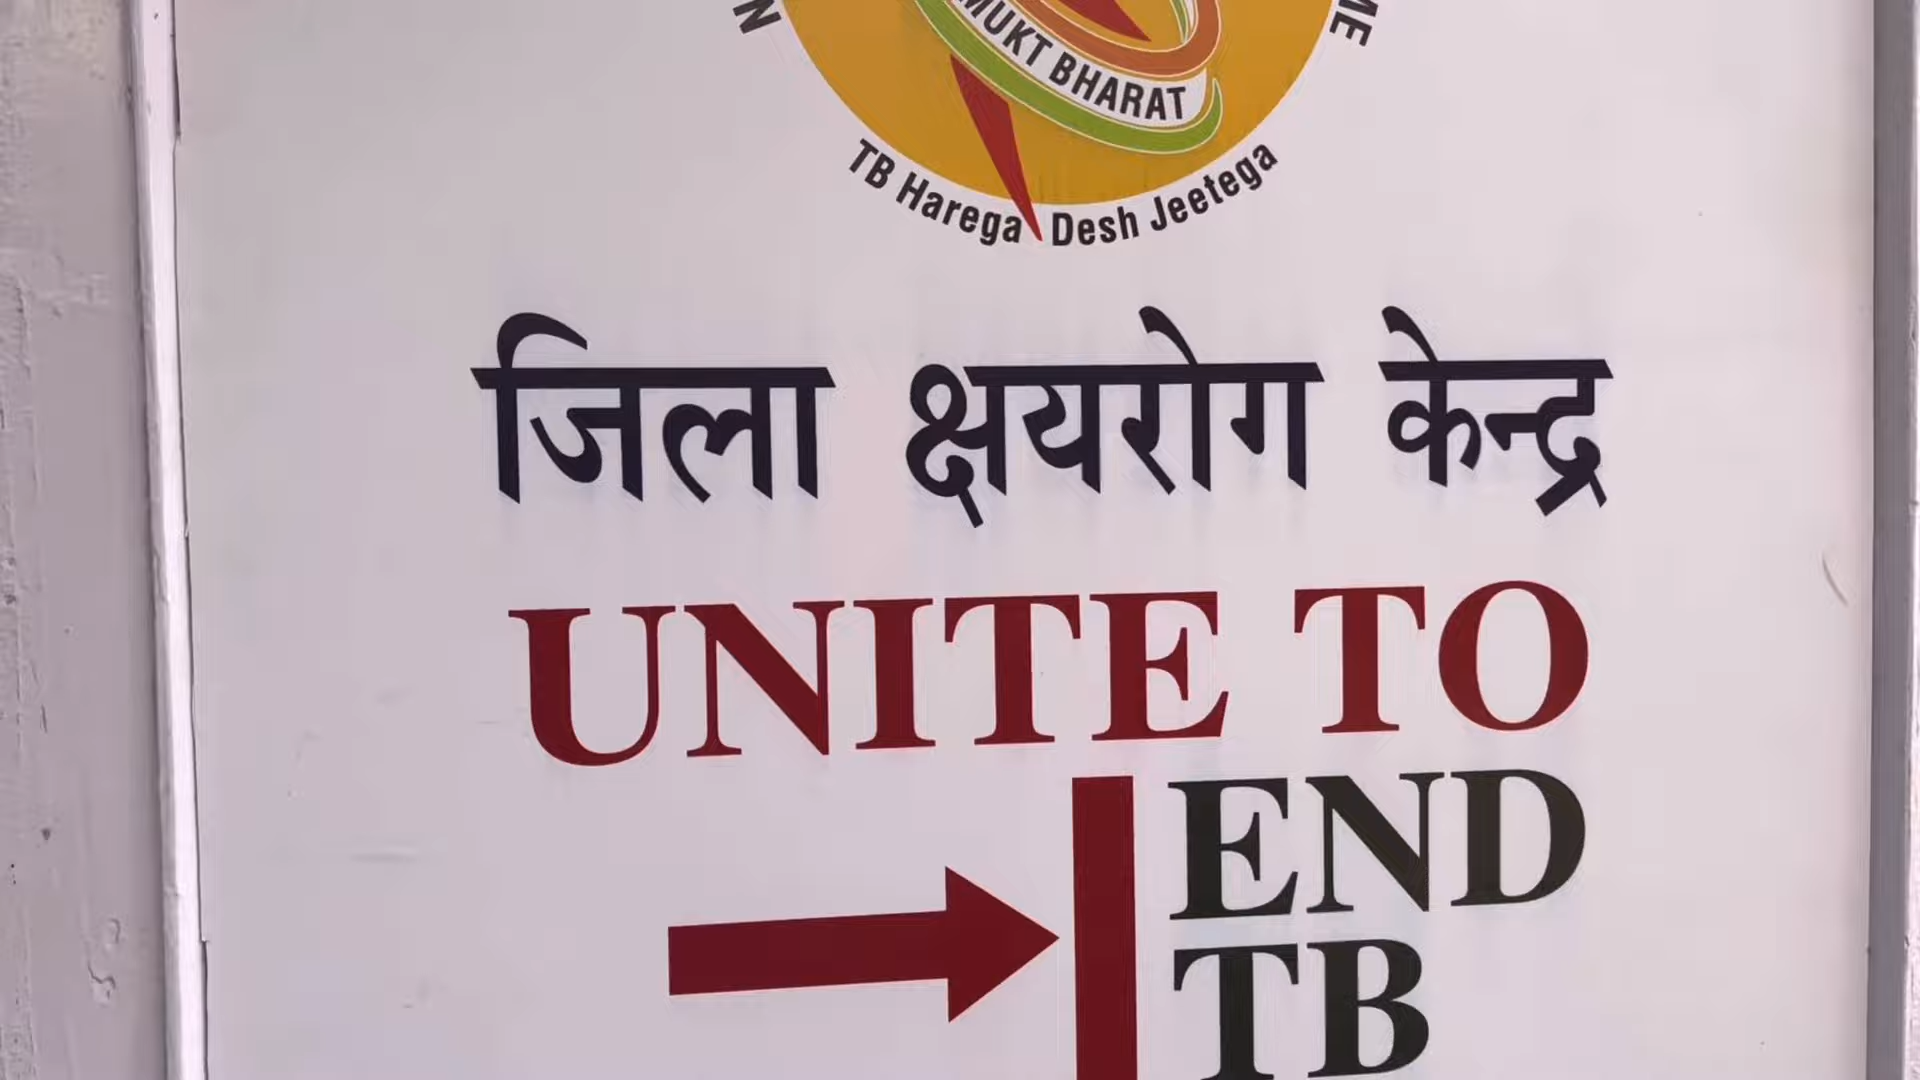 MUKT BHARAT
TB Harega Desh Jeetega
जिला क्षयरोग केन्द्र
UNITE TO
END
TB